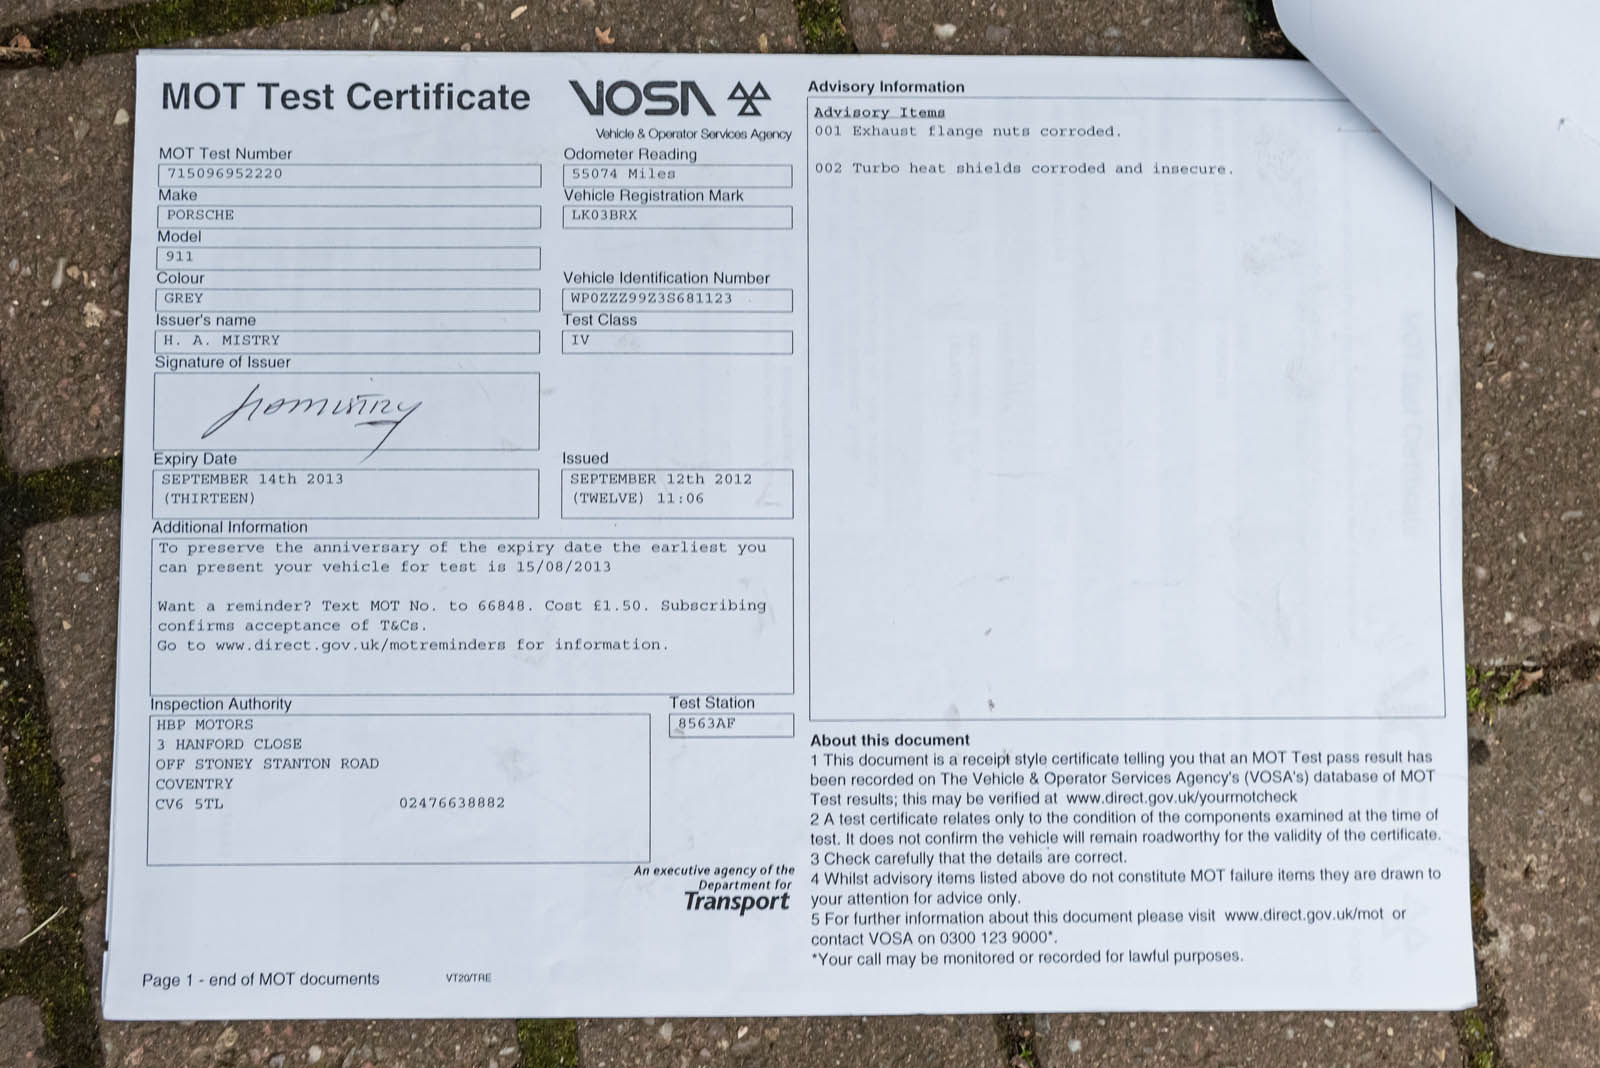 MOT Test Certificate
VOSA
Vehicle & Operator Services Agency
MOT Test Number
715096952220
Odometer Reading
55074 Miles
Make
PORSCHE
Vehicle Registration Mark
LK03BRX
Model
911
Colour
GREY
Vehicle Identification Number
WP0ZZZ99Z3S681123
Issuer's name
H. A. MISTRY
Test Class
IV
Signature of Issuer
Expiry Date
SEPTEMBER 14th 2013
(THIRTEEN)
Issued
SEPTEMBER 12th 2012
(TWELVE) 11:06
Additional Information
To preserve the anniversary of the expiry date the earliest you
can present your vehicle for test is 15/08/2013
Want a reminder? Text MOT No. to 66848. Cost £1.50. Subscribing
confirms acceptance of T&Cs.
Go to www.direct.gov.uk/motreminders for information.
Inspection Authority
HBP MOTORS
3 HANFORD CLOSE
OFF STONEY STANTON ROAD
COVENTRY
CV6 5TL 02476638882
Test Station
8563AF
An executive agency of the
Department for
Transport
Page 1 - end of MOT documents
VT20/TRE
Advisory Information
Advisory Items
001 Exhaust flange nuts corroded.
002 Turbo heat shields corroded and insecure.
About this document
1 This document is a receipt style certificate telling you that an MOT Test pass result has
been recorded on The Vehicle & Operator Services Agency's (VOSA's) database of MOT
Test results; this may be verified at www.direct.gov.uk/yourmotcheck
2 A test certificate relates only to the condition of the components examined at the time of
test. It does not confirm the vehicle will remain roadworthy for the validity of the certificate.
3 Check carefully that the details are correct.
4 Whilst advisory items listed above do not constitute MOT failure items they are drawn to
your attention for advice only.
5 For further information about this document please visit www.direct.gov.uk/mot or
contact VOSA on 0300 123 9000*.
*Your call may be monitored or recorded for lawful purposes.